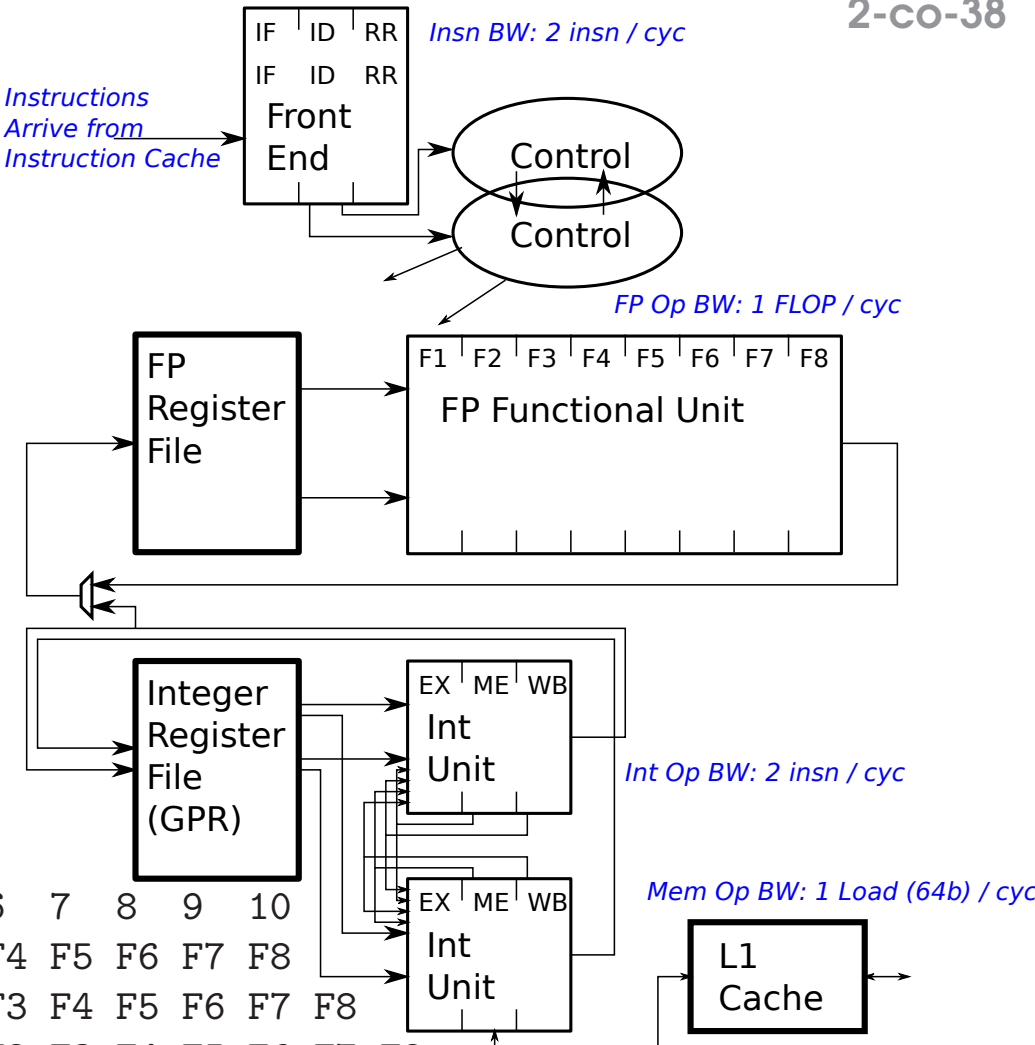 2-co-38
IF ID RR
IF ID RR
Front
End
Insn BW: 2 insn / cyc
Instructions
Arrive from
Instruction Cache
Control
Control
FP Op BW: 1 FLOP / cyc
FP
Register
File
F1 F2 F3 F4 F5 F6 F7 F8
FP Functional Unit
Integer
Register
File
(GPR)
EX ME WB
Int
Unit
Int Op BW: 2 insn / cyc
EX ME WB
Int
Unit
Mem Op BW: 1 Load (64b) / cyc
L1
Cache
7 8 9 10
F5 F6 F7 F8
F4 F5 F6 F7 F8